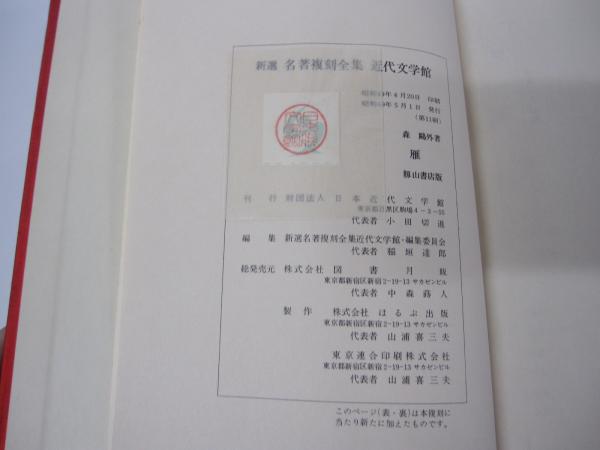 新選 名著複刻全集 近代文学館
昭和49年4月20日 印刷
昭和49年5月1日 発行
(第11刷)
森 鷗外著
雁
籾山書店版
刊 行 財団法人 日本近代文学館
東京都目黒区駒場4-3-55
代表者 小田切進
編 集 新選名著複刻全集近代文学館・編集委員会
代表者 稲垣達郎
総発売元 株式会社 図書月販
東京都新宿区新宿2-19-13 サカゼンビル
代表者 中森蒔人
製 作 株式会社 ほるぷ出版
東京都新宿区新宿2-19-13 サカゼンビル
代表者 山浦喜三夫
東京連合印刷株式会社
東京都新宿区新宿2-19-13 サカゼンビル
代表者 山浦喜三夫
このページ(表・裏)は本復刻に
当たり新たに加えたものです。